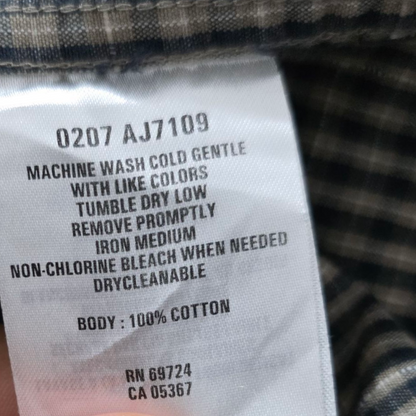 0207 AJ7109
MACHINE WASH COLD GENTLE
WITH LIKE COLORS
TUMBLE DRY LOW
REMOVE PROMPTLY
IRON MEDIUM
NON-CHLORINE BLEACH WHEN NEEDED
DRYCLEANABLE
BODY : 100% COTTON
RN 69724
CA 05367